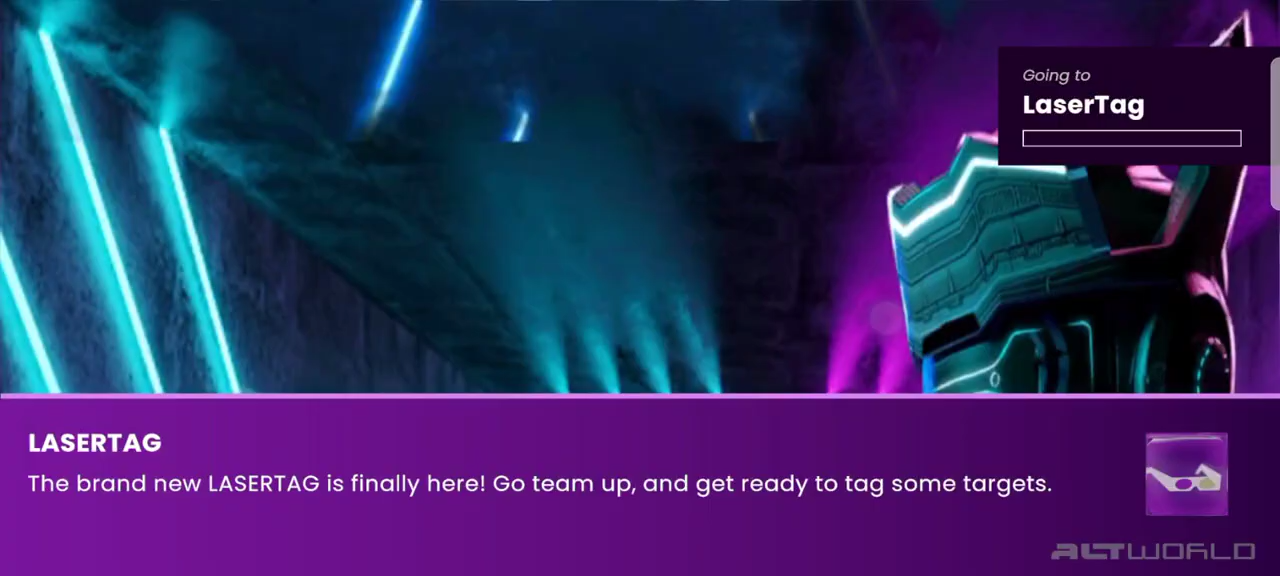 Going to
LaserTag
LASERTAG
The brand new LASERTAG is finally here! Go team up, and get ready to tag some targets.
ALTWORLD